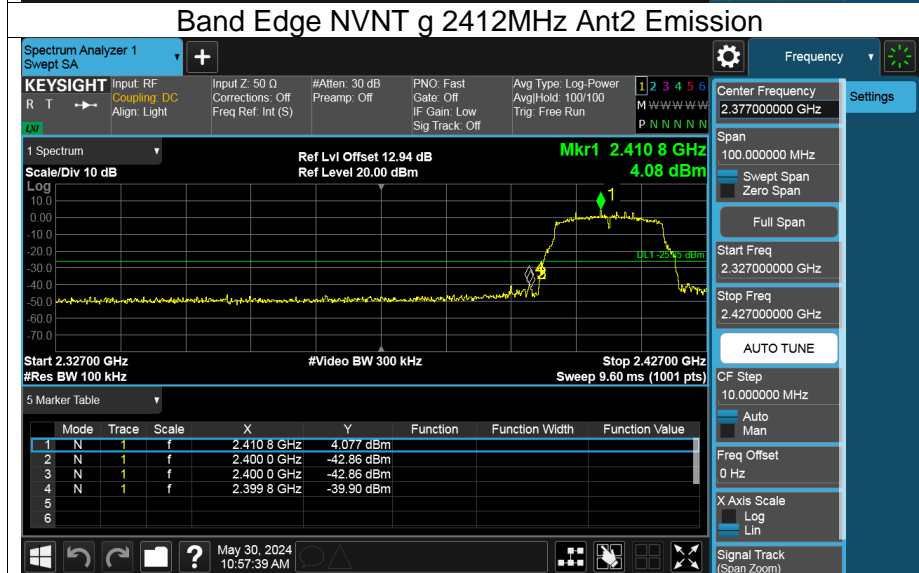 Band Edge NVNT g 2412MHz Ant2 Emission
Spectrum Analyzer 1
Swept SA
+
Frequency
KEYSIGHT
R T
LXI
Input: RF
Coupling: DC
Align: Light
Input Z: 50 Ω
Corrections: Off
Freq Ref: Int (S)
#Atten: 30 dB
Preamp: Off
PNO: Fast
Gate: Off
IF Gain: Low
Sig Track: Off
Avg Type: Log-Power
Avg|Hold: 100/100
Trig: Free Run
1 2 3 4 5 6
M W W W W W
P N N N N N
1 Spectrum
Scale/Div 10 dB
Ref Lvl Offset 12.94 dB
Ref Level 20.00 dBm
Mkr1 2.410 8 GHz
4.08 dBm
Log
10.0
0.00
-10.0
-20.0
-30.0
-40.0
-50.0
-60.0
-70.0
1
Start 2.32700 GHz
#Res BW 100 kHz
#Video BW 300 kHz
Stop 2.42700 GHz
Sweep 9.60 ms (1001 pts)
5 Marker Table
Mode Trace Scale X Y Function Function Width Function Value
1 N 1 f 2.410 8 GHz 4.077 dBm
2 N 1 f 2.400 0 GHz -42.86 dBm
3 N 1 f 2.400 0 GHz -42.86 dBm
4 N 1 f 2.399 8 GHz -39.90 dBm
5
6
?
May 30, 2024
10:57:39 AM
Center Frequency
2.377000000 GHz
Settings
Span
100.000000 MHz
Swept Span
Zero Span
Full Span
Start Freq
2.327000000 GHz
Stop Freq
2.427000000 GHz
AUTO TUNE
CF Step
10.000000 MHz
Auto
Man
Freq Offset
0 Hz
X Axis Scale
Log
Lin
Signal Track
(Span Zoom)